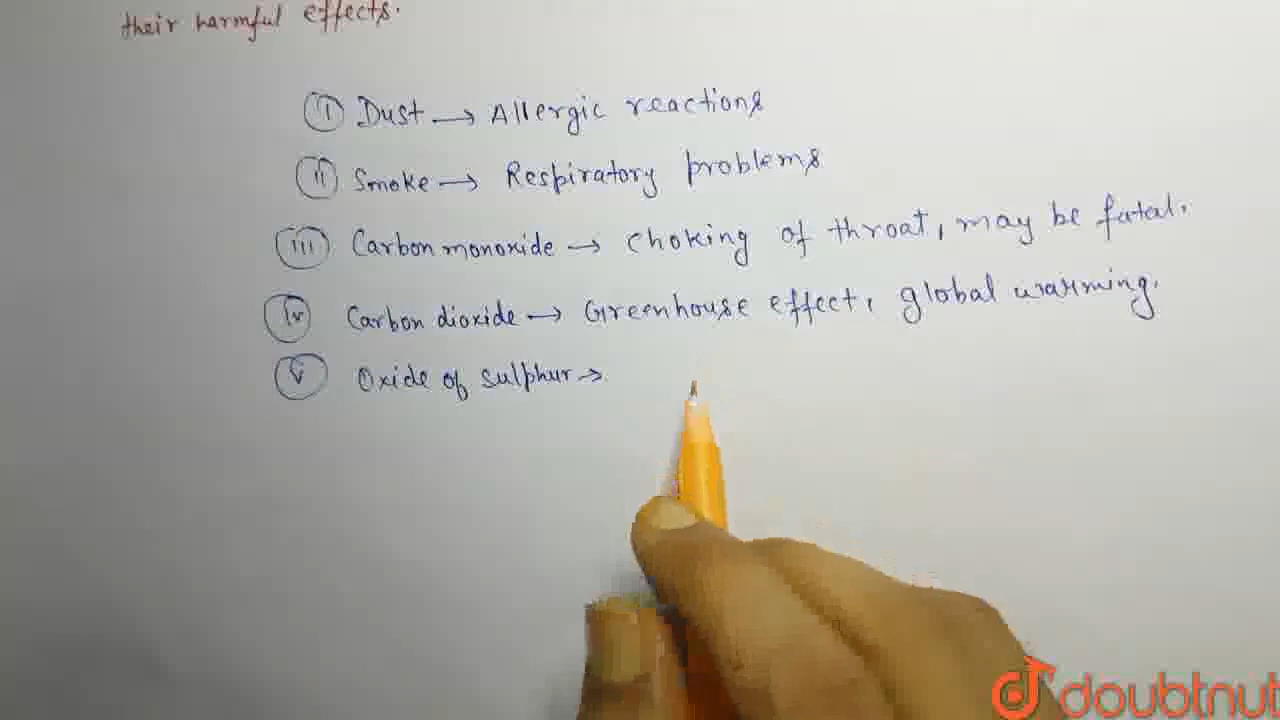 their harmful effects.
(i) Dust → Allergic reactions
(ii) Smoke → Respiratory problems
(iii) Carbon monoxide → Choking of throat, may be fatal.
(iv) Carbon dioxide → Greenhouse effect, global warming.
(v) Oxide of sulphur →
doubtnut